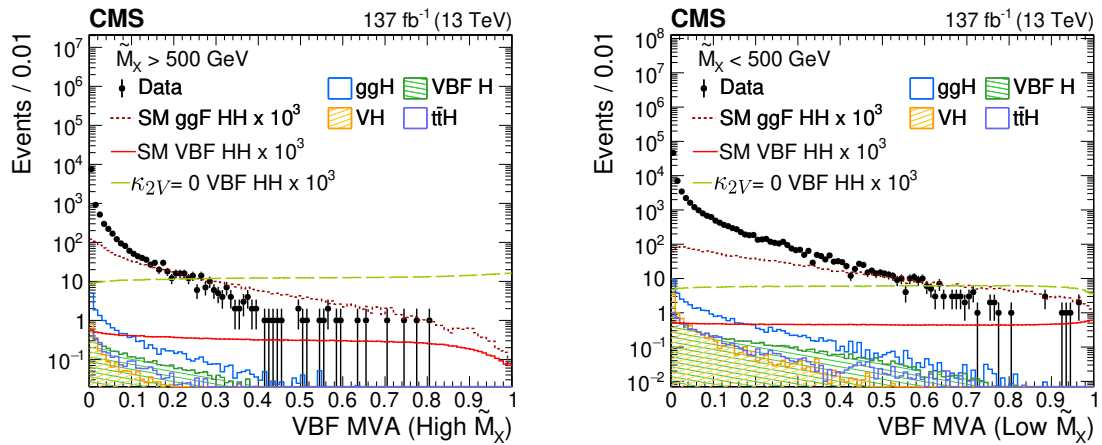 CMS 137 fb⁻¹ (13 TeV)
M̃_X > 500 GeV
Data
SM ggF HH x 10³
SM VBF HH x 10³
κ_2V = 0 VBF HH x 10³
ggH VBF H
VH tt̄H
Events / 0.01
10⁷
10⁶
10⁵
10⁴
10³
10²
10
1
10⁻¹
0 0.1 0.2 0.3 0.4 0.5 0.6 0.7 0.8 0.9 1
VBF MVA (High M̃_X)
CMS 137 fb⁻¹ (13 TeV)
M̃_X < 500 GeV
Data
SM ggF HH x 10³
SM VBF HH x 10³
κ_2V = 0 VBF HH x 10³
ggH VBF H
VH tt̄H
Events / 0.01
10⁸
10⁷
10⁶
10⁵
10⁴
10³
10²
10
1
10⁻¹
10⁻²
0 0.1 0.2 0.3 0.4 0.5 0.6 0.7 0.8 0.9 1
VBF MVA (Low M̃_X)